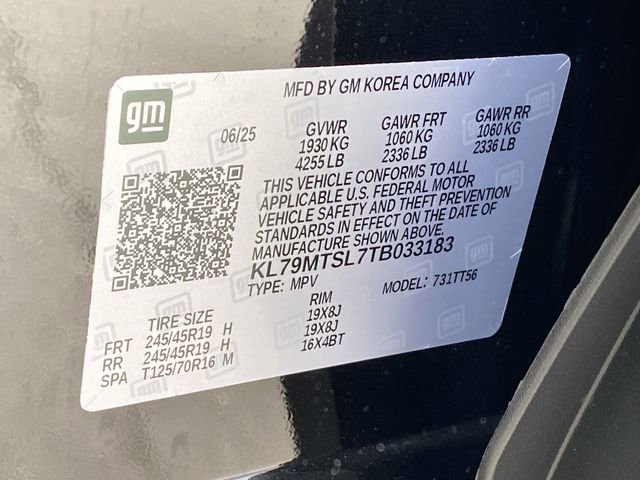 MFD BY GM KOREA COMPANY
gm
06/25
GVWR GAWR FRT GAWR RR
1930 KG 1060 KG 1060 KG
4255 LB 2336 LB 2336 LB
THIS VEHICLE CONFORMS TO ALL
APPLICABLE U.S. FEDERAL MOTOR
VEHICLE SAFETY AND THEFT PREVENTION
STANDARDS IN EFFECT ON THE DATE OF
MANUFACTURE SHOWN ABOVE.
KL79MTSL7TB033183
TYPE: MPV MODEL: 731TT56
TIRE SIZE RIM
FRT 245/45R19 H 19X8J
RR 245/45R19 H 19X8J
SPA T125/70R16 M 16X4BT